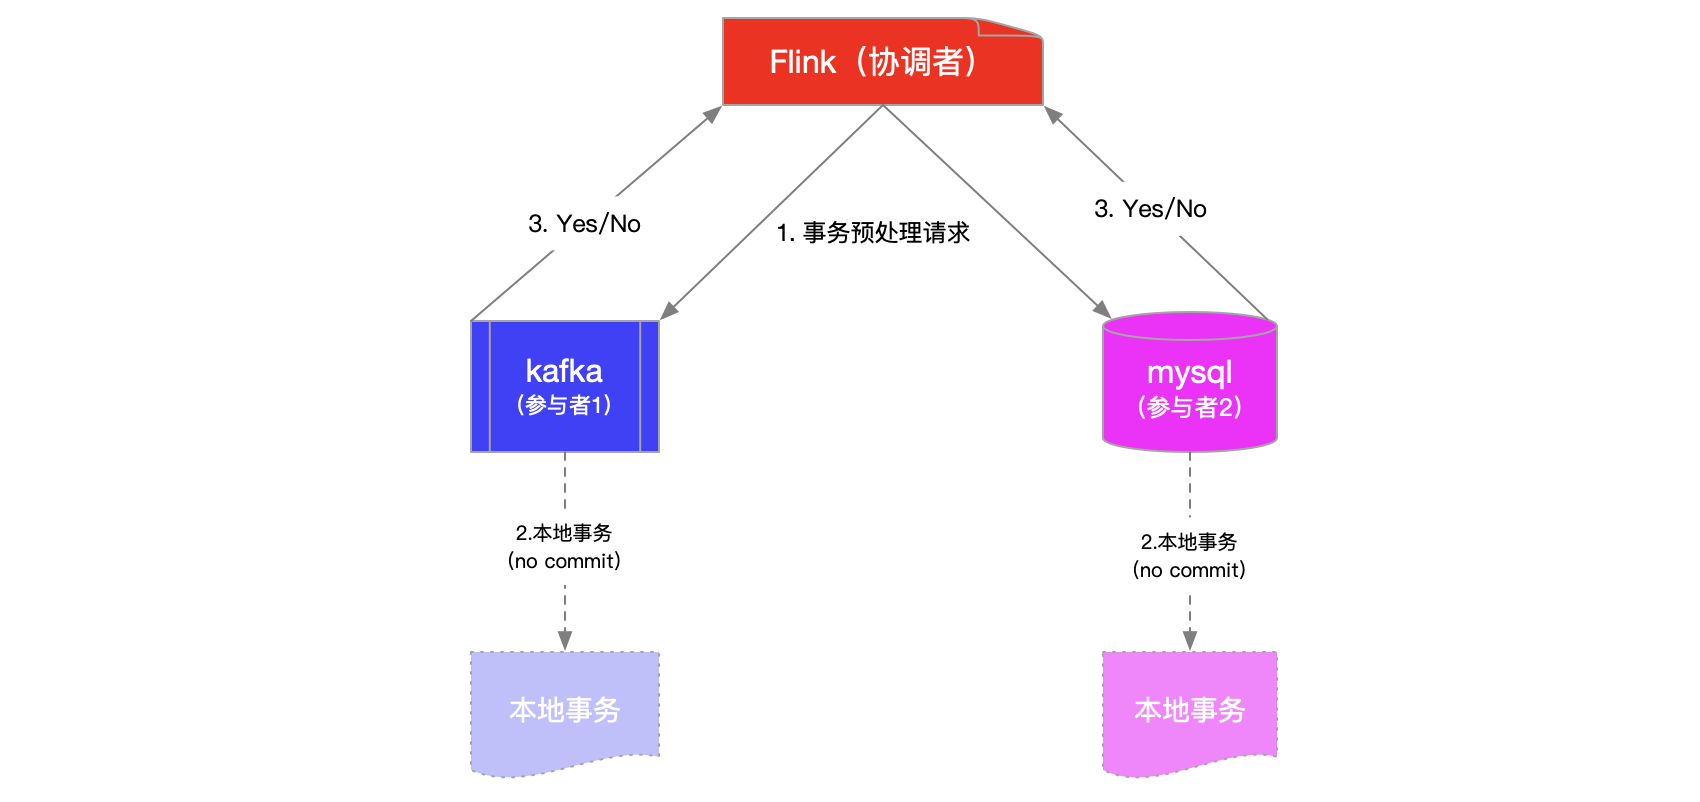 Flink（协调者）
3. Yes/No
3. Yes/No
1. 事务预处理请求
kafka
（参与者1）
mysql
（参与者2）
2.本地事务
(no commit)
2.本地事务
(no commit)
本地事务
本地事务